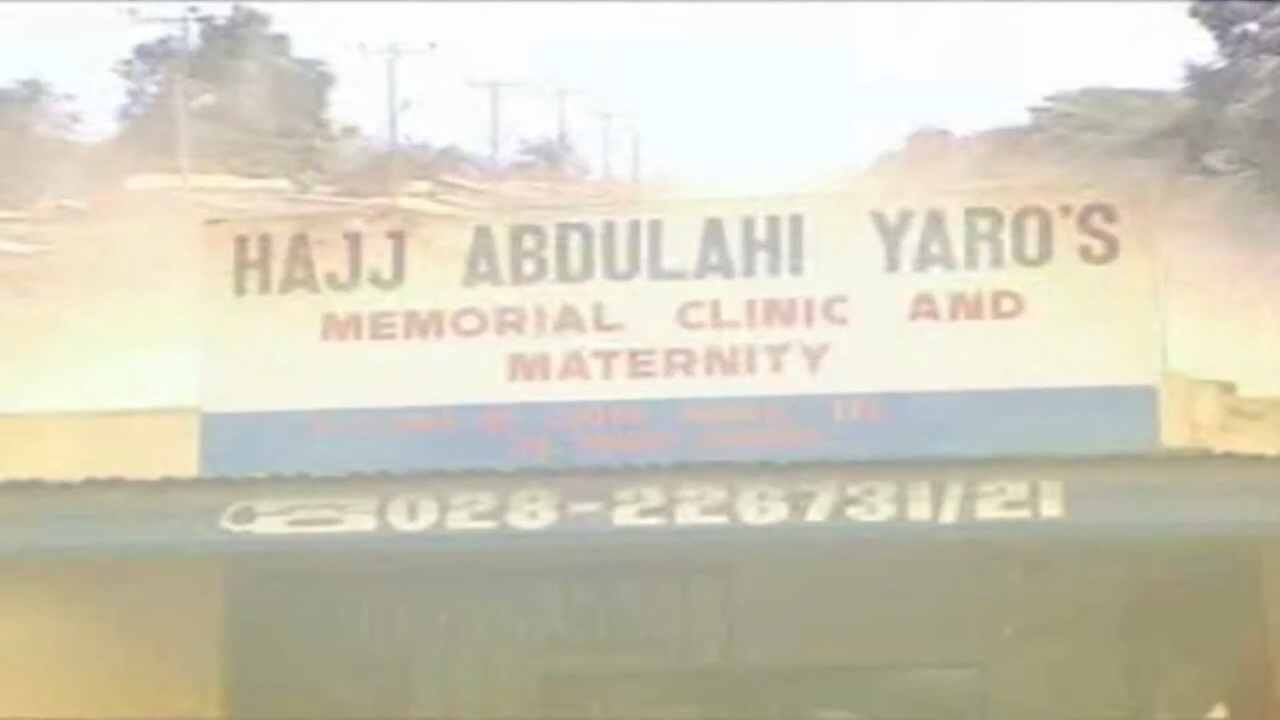 HAJJ ABDULAHI YARO'S
MEMORIAL CLINIC AND
MATERNITY
028-226731/21